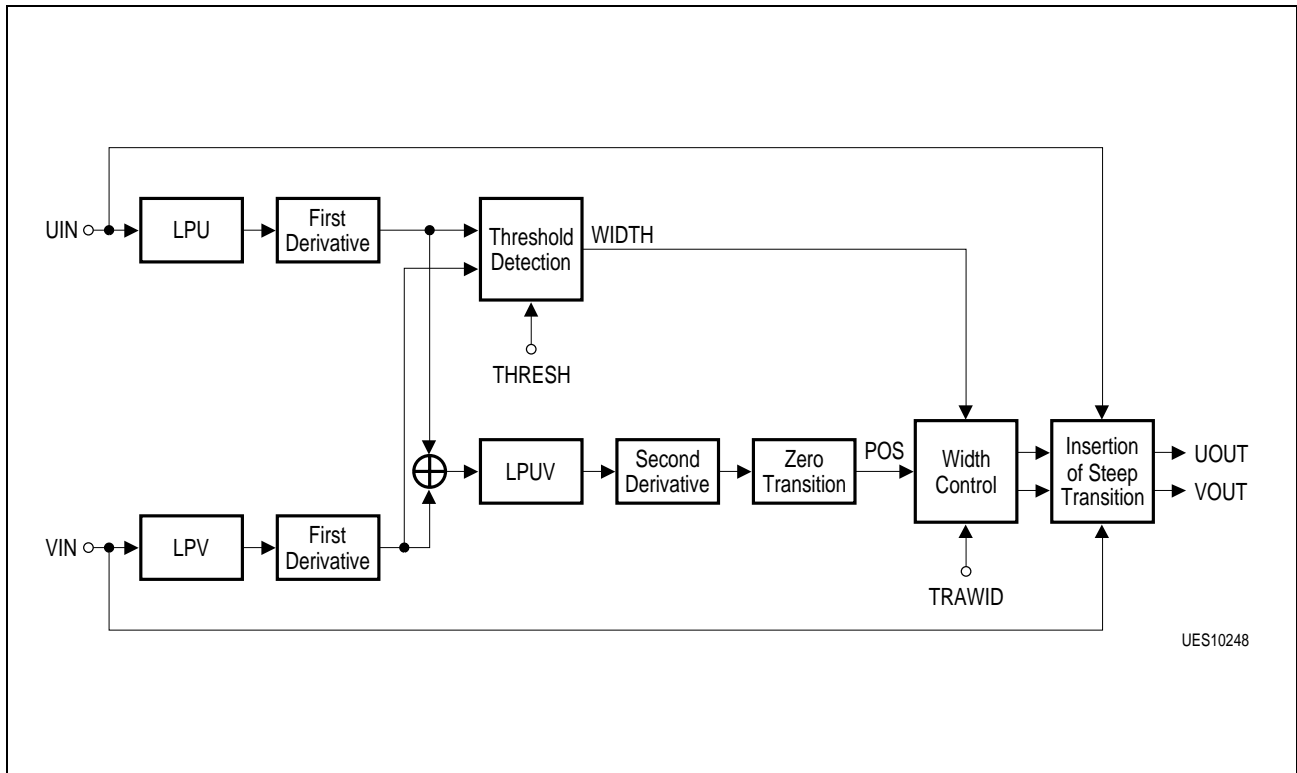 UIN
LPU
First
Derivative
Threshold
Detection
WIDTH
THRESH
LPUV
Second
Derivative
Zero
Transition
POS
Width
Control
Insertion
of Steep
Transition
UOUT
VOUT
VIN
LPV
First
Derivative
TRAWID
UES10248